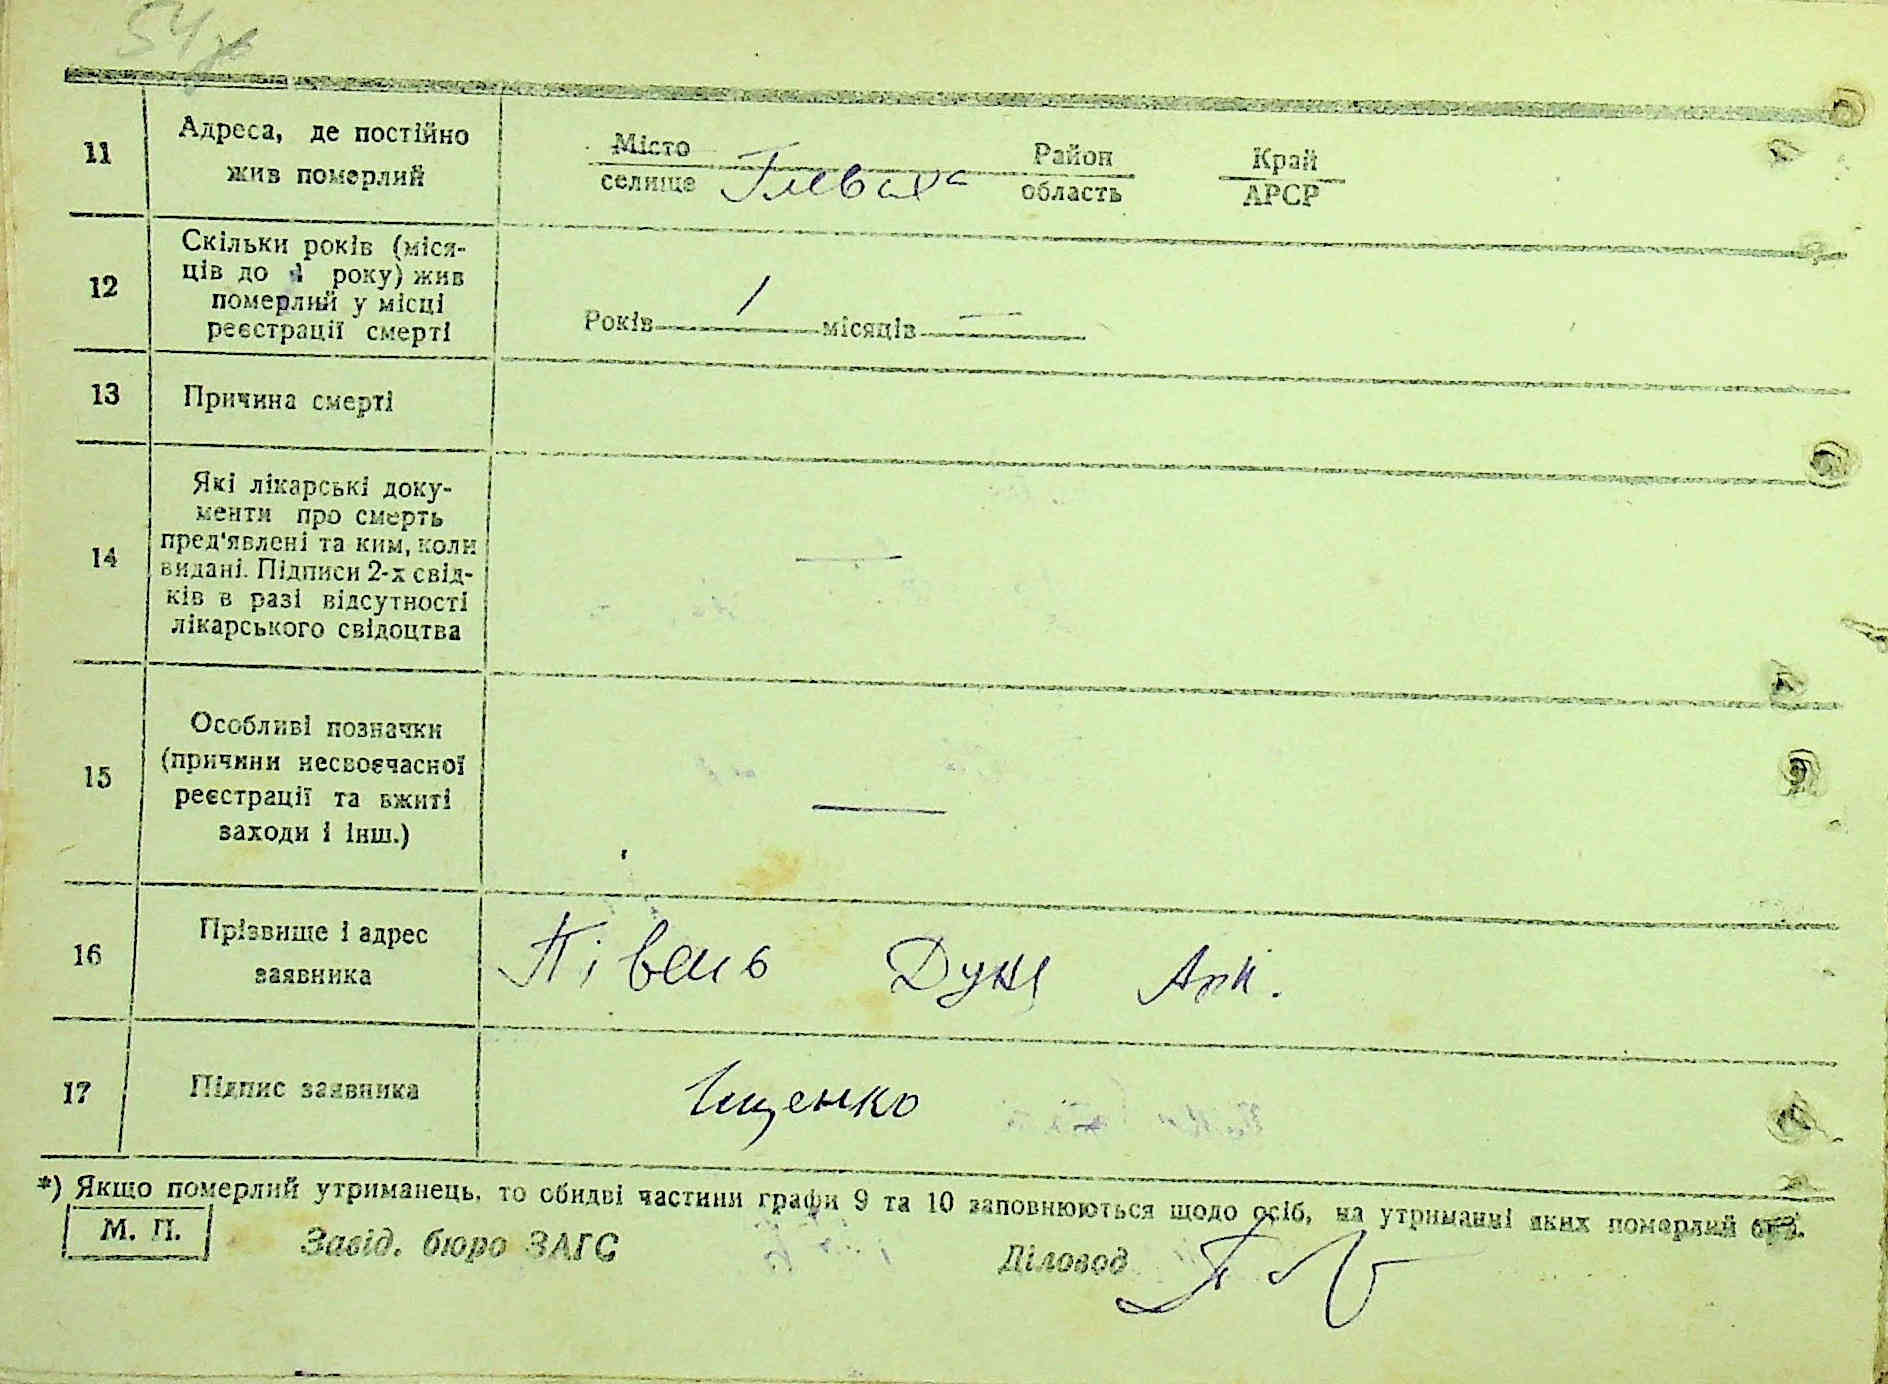 54
11 Адреса, де постійно жив померлий
Місто селище Глеваха Район область Край АРСР
12 Скільки років (міся-
ців до 1 року) жив
померлий у місці
реєстрації смерті
Років 1 місяців —
13 Причина смерті
14 Які лікарські доку-
менти про смерть
пред'явлені та ким, коли
видані. Підписи 2-х свід-
ків в разі відсутності
лікарського свідоцтва
—
15 Особливі позначки
(причини несвоєчасної
реєстрації та вжиті
заходи і інш.)
—
16 Прізвище і адрес
заявника
Півень Дуня
17 Підпис заявника
Іщенко
*) Якщо померлий утриманець, то обидві частини графи 9 та 10 заповнюються щодо осіб, на утриманні яких померлий був.
М. П.
Завід. бюро ЗАГС
Діловод